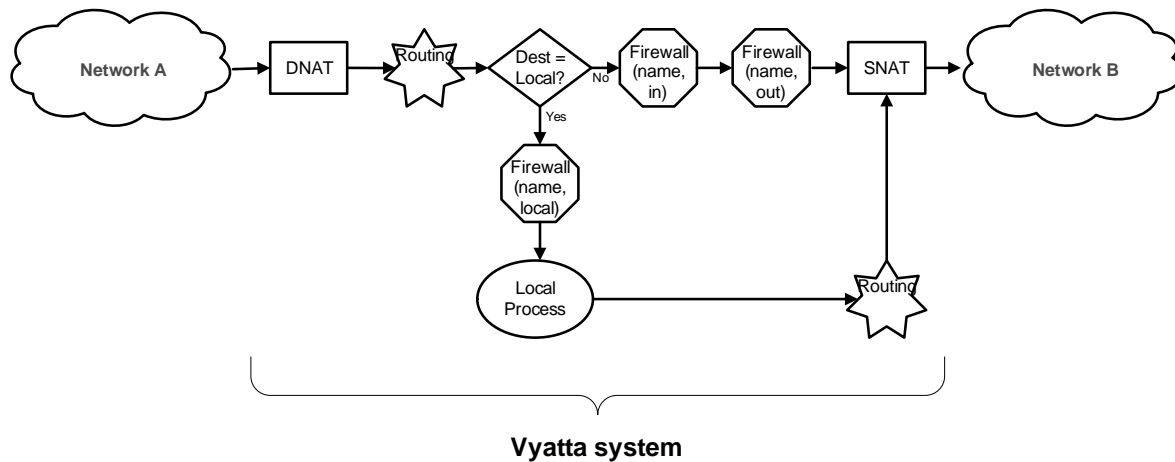 Network A
DNAT
Routing
Dest =
Local?
No
Yes
Firewall
(name,
in)
Firewall
(name,
out)
SNAT
Network B
Firewall
(name,
local)
Local
Process
Routing
Vyatta system